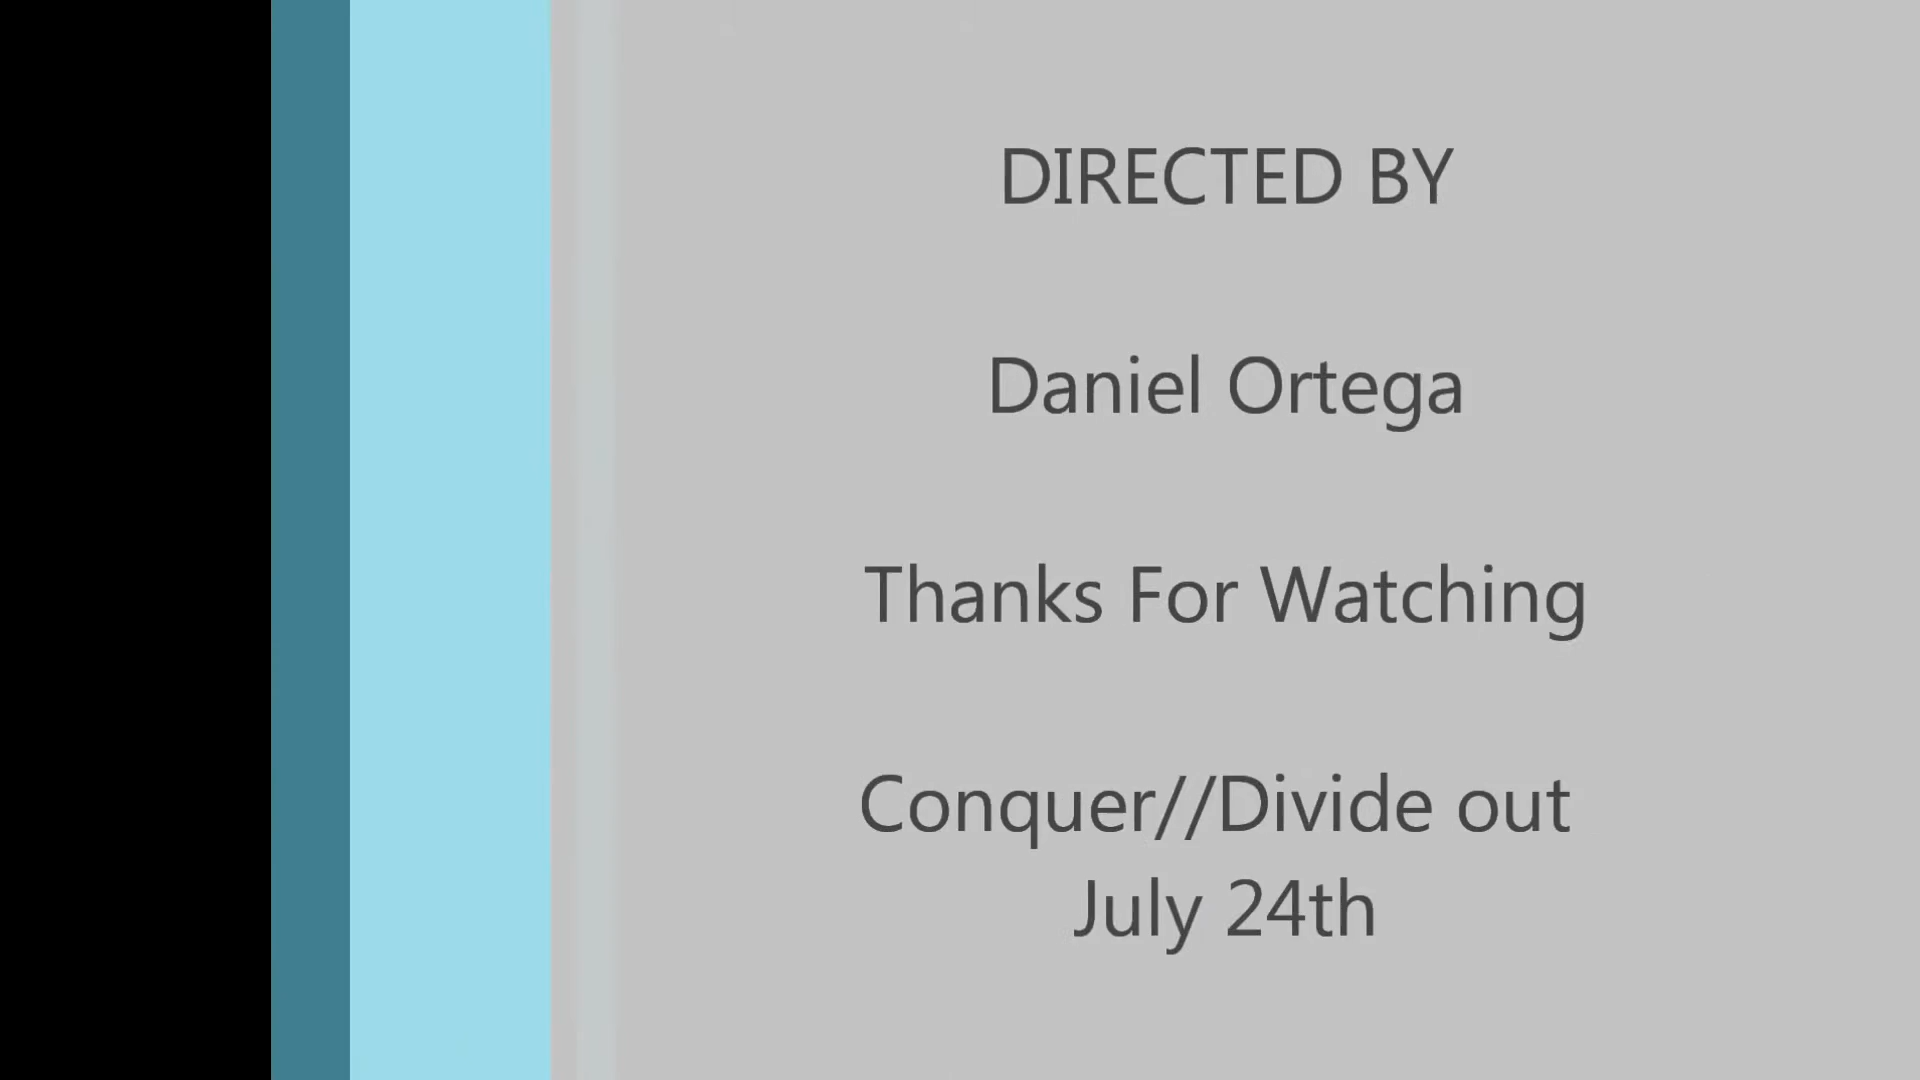 DIRECTED BY
Daniel Ortega
Thanks For Watching
Conquer//Divide out
July 24th